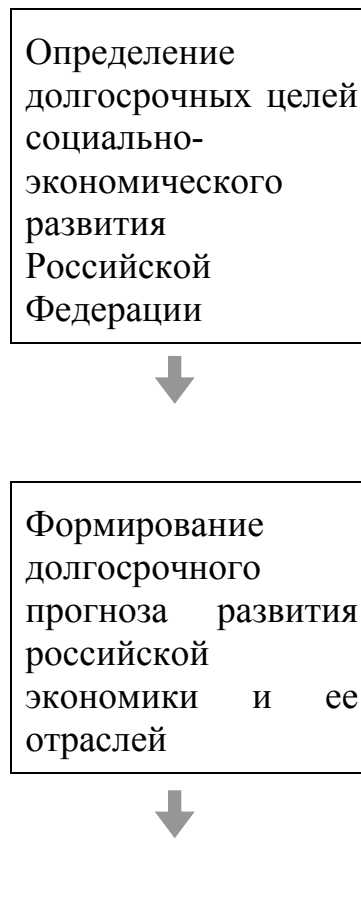 Определение
долгосрочных целей
социально-
экономического
развития
Российской
Федерации
Формирование
долгосрочного
прогноза развития
российской
экономики и ее
отраслей